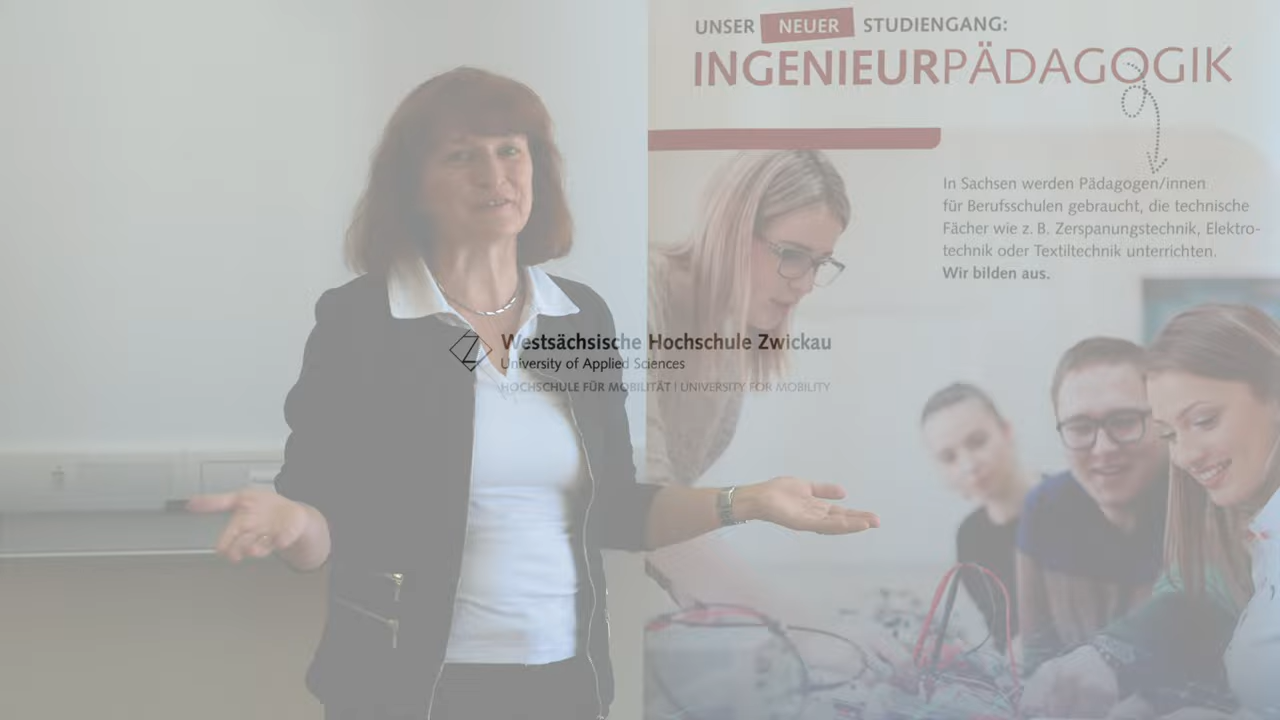 UNSER NEUER STUDIENGANG:
INGENIEURPÄDAGOGIK
In Sachsen werden Pädagogen/innen
für Berufsschulen gebraucht, die technische
Fächer wie z. B. Zerspanungstechnik, Elektro-
technik oder Textiltechnik unterrichten.
Wir bilden aus.
Westsächsische Hochschule Zwickau
University of Applied Sciences
HOCHSCHULE FÜR MOBILITÄT | UNIVERSITY FOR MOBILITY